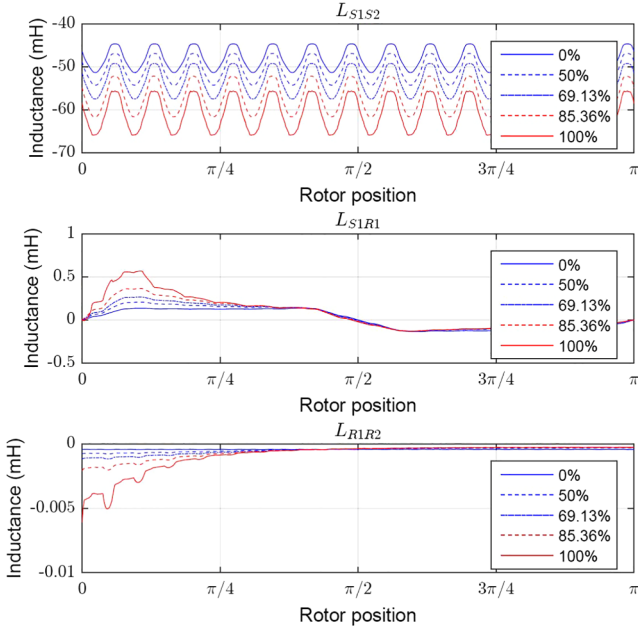 L_{S1S2}
-40
-50
-60
-70
Inductance (mH)
0%
50%
69.13%
85.36%
100%
0 π/4 π/2 3π/4 π
Rotor position
L_{S1R1}
1
0.5
0
-0.5
Inductance (mH)
0%
50%
69.13%
85.36%
100%
0 π/4 π/2 3π/4 π
Rotor position
L_{R1R2}
0
-0.005
-0.01
Inductance (mH)
0%
50%
69.13%
85.36%
100%
0 π/4 π/2 3π/4 π
Rotor position